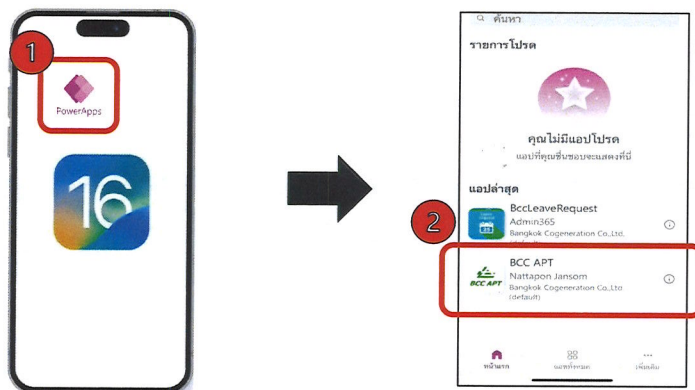 1
PowerApps
16
ค้นหา
รายการโปรด
คุณไม่มีแอปโปรด
แอปที่คุณชื่นชอบจะแสดงที่นี่
แอปล่าสุด
2
BccLeaveRequest
Admin365
Bangkok Cogeneration Co.,Ltd.
(default)
BCC APT
BCC APT
Nattapon Jansom
Bangkok Cogeneration Co.,Ltd.
(default)
หน้าแรก
แอปทั้งหมด
เพิ่มเติม